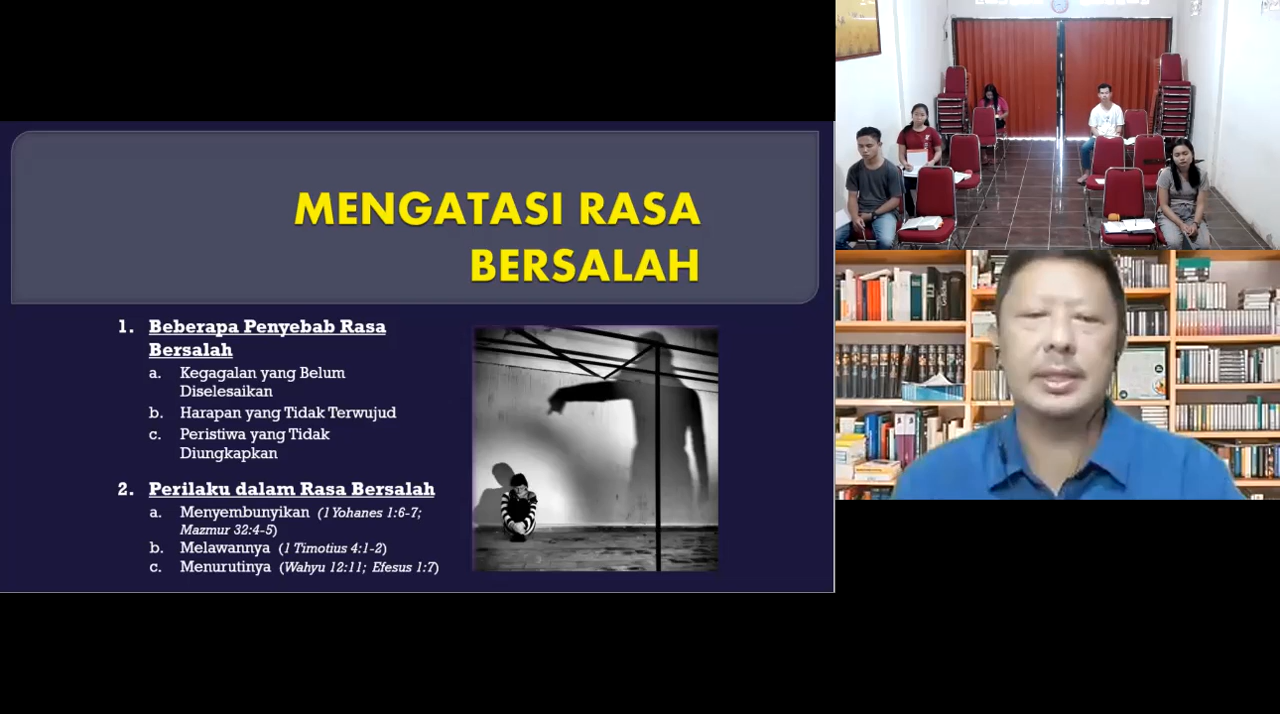 MENGATASI RASA
BERSALAH
1. Beberapa Penyebab Rasa
Bersalah
a. Kegagalan yang Belum
Diselesaikan
b. Harapan yang Tidak Terwujud
c. Peristiwa yang Tidak
Diungkapkan
2. Perilaku dalam Rasa Bersalah
a. Menyembunyikan (1 Yohanes 1:6-7;
Mazmur 32:4-5)
b. Melawannya (1 Timotius 4:1-2)
c. Menurutinya (Wahyu 12:11; Efesus 1:7)